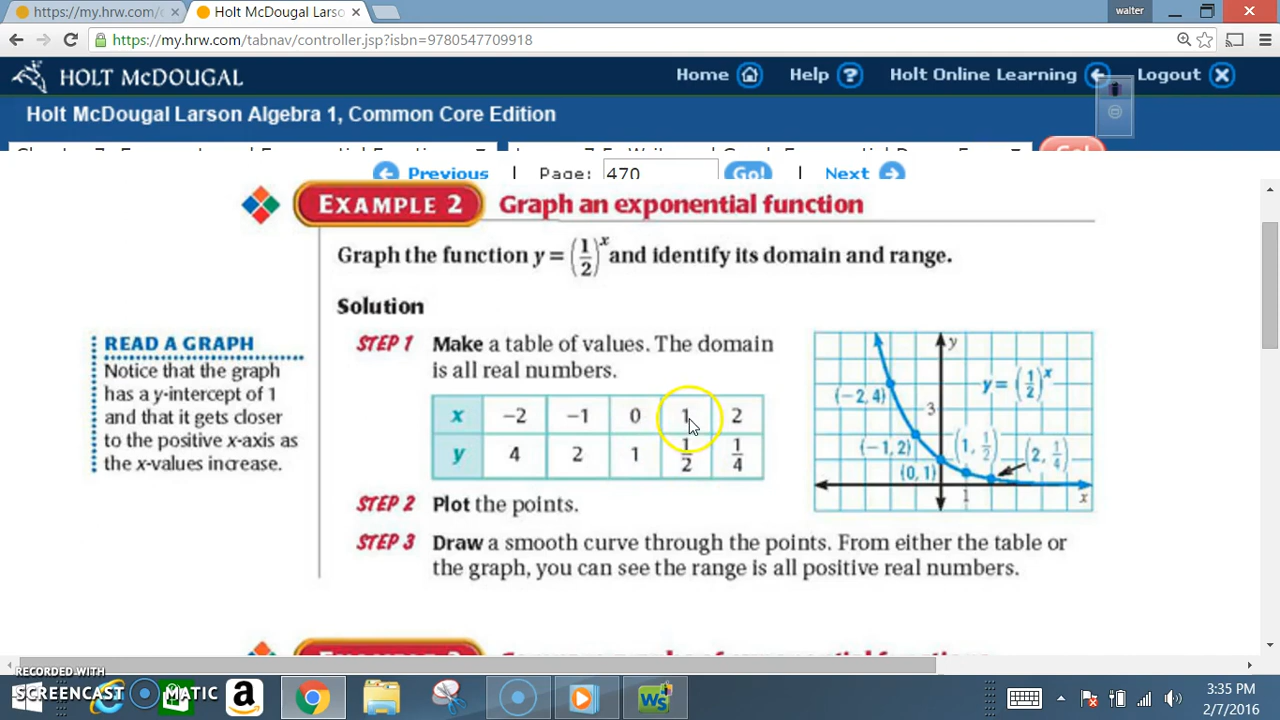 https://my.hrw.com/tabnav
Holt McDougal Larso
walter
https://my.hrw.com/tabnav/controller.jsp?isbn=9780547709918
HOLT McDOUGAL
Home
Help
Holt Online Learning
Logout
Holt McDougal Larson Algebra 1, Common Core Edition
Previous | Page: 470 Go! | Next
EXAMPLE 2 Graph an exponential function
Graph the function y = (1/2)^x and identify its domain and range.
Solution
READ A GRAPH
Notice that the graph
has a y-intercept of 1
and that it gets closer
to the positive x-axis as
the x-values increase.
STEP 1 Make a table of values. The domain
is all real numbers.
x −2 −1 0 1 2
y 4 2 1 1/2 1/4
y
y = (1/2)^x
(−2, 4)
3
(−1, 2)
(1, 1/2)
(2, 1/4)
(0, 1)
1
x
STEP 2 Plot the points.
STEP 3 Draw a smooth curve through the points. From either the table or
the graph, you can see the range is all positive real numbers.
RECORDED WITH
SCREENCAST MATIC
3:35 PM
2/7/2016